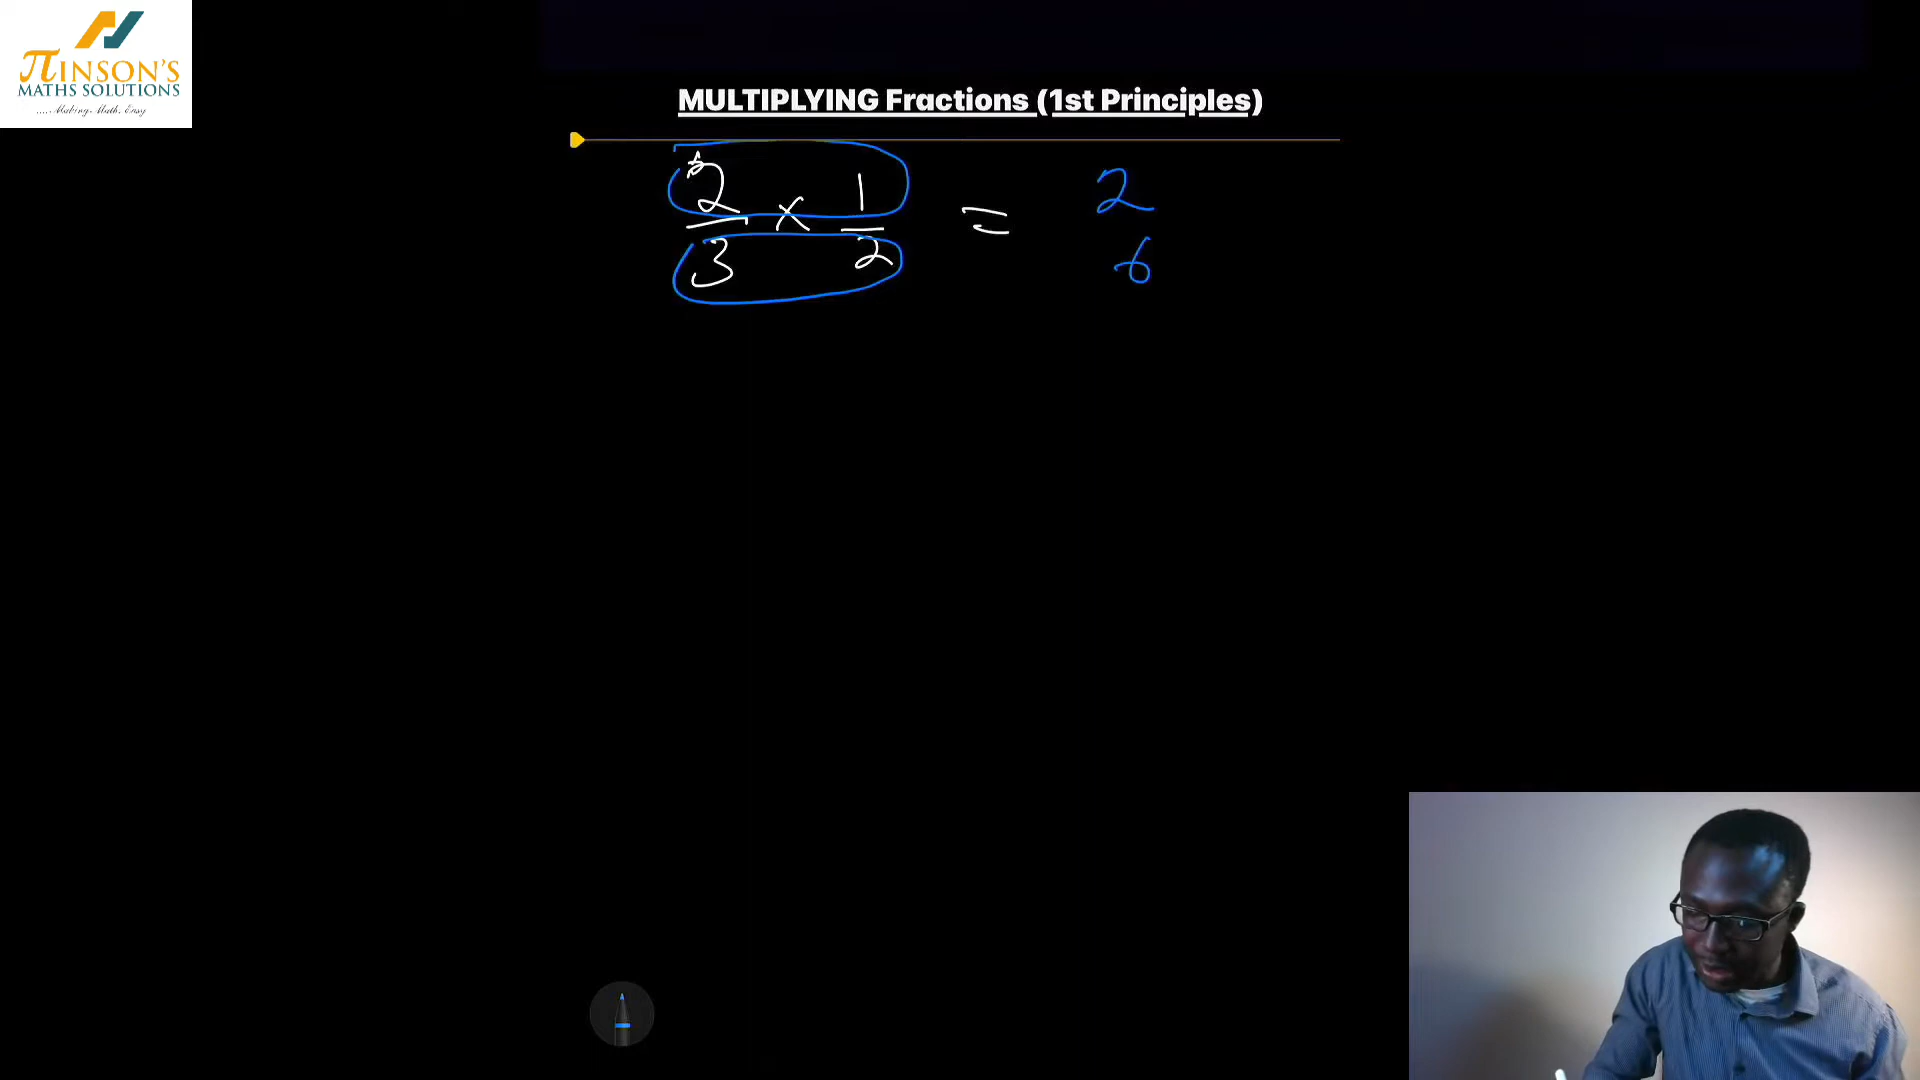 πINSON'S
MATHS SOLUTIONS
....Making Math, Easy
MULTIPLYING Fractions (1st Principles)
2/3 × 1/2 = 2
6